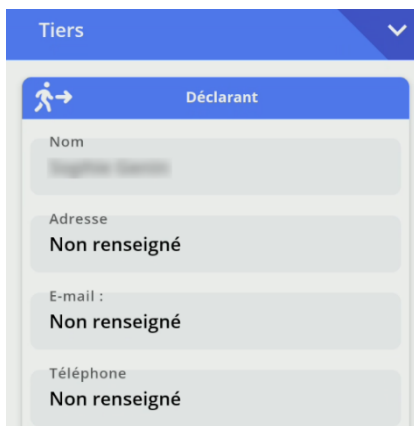 Tiers
Déclarant
Nom
Adresse
Non renseigné
E-mail :
Non renseigné
Téléphone
Non renseigné